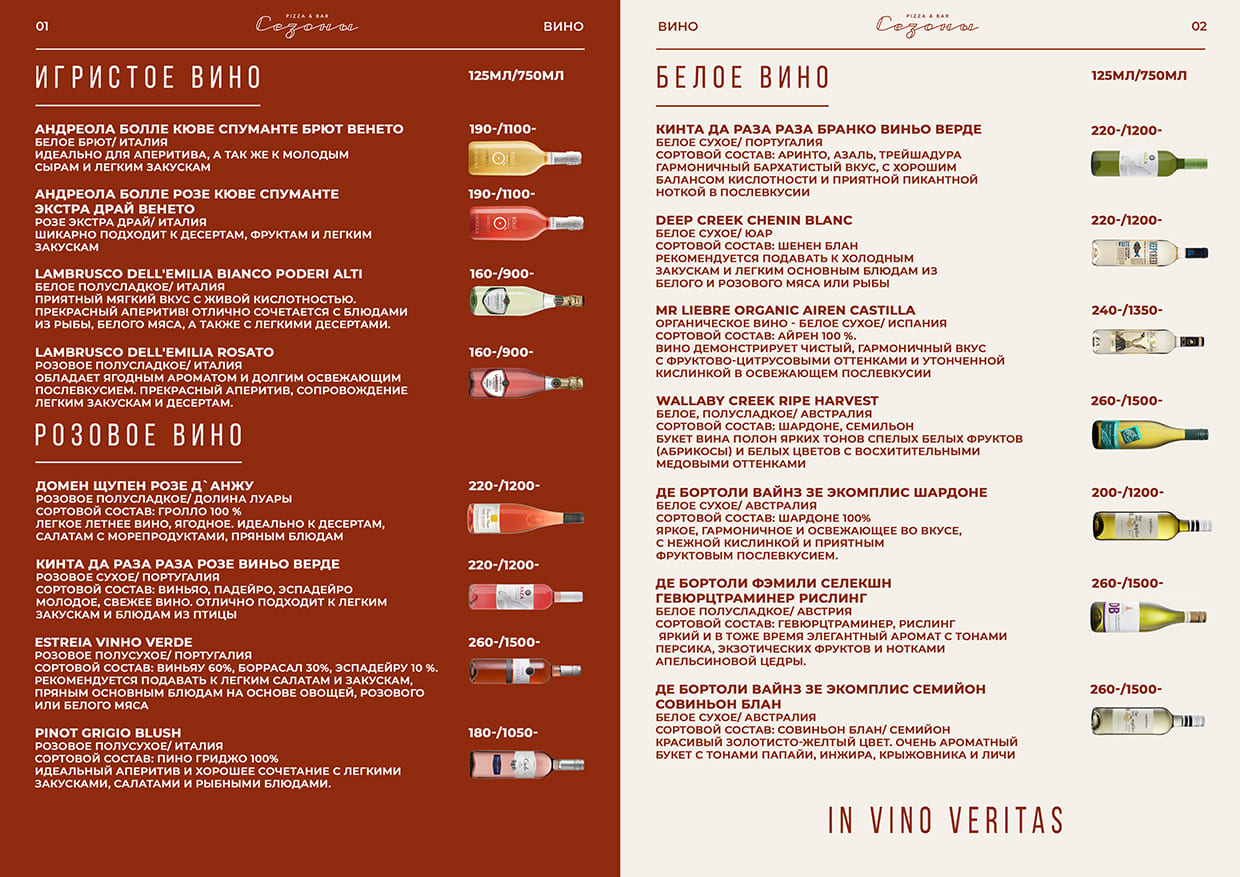 01
PIZZA & BAR
Сезоны
ВИНО
ИГРИСТОЕ ВИНО
125МЛ/750МЛ
АНДРЕОЛА БОЛЛЕ КЮВЕ СПУМАНТЕ БРЮТ ВЕНЕТО
190-/1100-
БЕЛОЕ БРЮТ/ ИТАЛИЯ
ИДЕАЛЬНО ДЛЯ АПЕРИТИВА, А ТАК ЖЕ К МОЛОДЫМ
СЫРАМ И ЛЕГКИМ ЗАКУСКАМ
АНДРЕОЛА БОЛЛЕ РОЗЕ КЮВЕ СПУМАНТЕ
190-/1100-
ЭКСТРА ДРАЙ ВЕНЕТО
РОЗЕ ЭКСТРА ДРАЙ/ ИТАЛИЯ
ШИКАРНО ПОДХОДИТ К ДЕСЕРТАМ, ФРУКТАМ И ЛЕГКИМ
ЗАКУСКАМ
LAMBRUSCO DELL'EMILIA BIANCO PODERI ALTI
160-/900-
БЕЛОЕ ПОЛУСЛАДКОЕ/ ИТАЛИЯ
ПРИЯТНЫЙ МЯГКИЙ ВКУС С ЖИВОЙ КИСЛОТНОСТЬЮ.
ПРЕКРАСНЫЙ АПЕРИТИВ! ОТЛИЧНО СОЧЕТАЕТСЯ С БЛЮДАМИ
ИЗ РЫБЫ, БЕЛОГО МЯСА, А ТАКЖЕ С ЛЕГКИМИ ДЕСЕРТАМИ.
LAMBRUSCO DELL'EMILIA ROSATO
160-/900-
РОЗОВОЕ ПОЛУСЛАДКОЕ/ ИТАЛИЯ
ОБЛАДАЕТ ЯГОДНЫМ АРОМАТОМ И ДОЛГИМ ОСВЕЖАЮЩИМ
ПОСЛЕВКУСИЕМ. ПРЕКРАСНЫЙ АПЕРИТИВ, СОПРОВОЖДЕНИЕ
ЛЕГКИМ ЗАКУСКАМ И ДЕСЕРТАМ.
РОЗОВОЕ ВИНО
ДОМЕН ЩУПЕН РОЗЕ Д`АНЖУ
220-/1200-
РОЗОВОЕ ПОЛУСЛАДКОЕ/ ДОЛИНА ЛУАРЫ
СОРТОВОЙ СОСТАВ: ГРОЛЛО 100 %
ЛЕГКОЕ ЛЕТНЕЕ ВИНО, ЯГОДНОЕ. ИДЕАЛЬНО К ДЕСЕРТАМ,
САЛАТАМ С МОРЕПРОДУКТАМИ, ПРЯНЫМ БЛЮДАМ
КИНТА ДА РАЗА РАЗА РОЗЕ ВИНЬО ВЕРДЕ
220-/1200-
РОЗОВОЕ СУХОЕ/ ПОРТУГАЛИЯ
СОРТОВОЙ СОСТАВ: ВИНЬЯО, ПАДЕЙРО, ЭСПАДЕЙРО
МОЛОДОЕ, СВЕЖЕЕ ВИНО. ОТЛИЧНО ПОДХОДИТ К ЛЕГКИМ
ЗАКУСКАМ И БЛЮДАМ ИЗ ПТИЦЫ
ESTREIA VINHO VERDE
260-/1500-
РОЗОВОЕ ПОЛУСУХОЕ/ ПОРТУГАЛИЯ
СОРТОВОЙ СОСТАВ: ВИНЬЯУ 60%, БОРРАСАЛ 30%, ЭСПАДЕЙРУ 10 %.
РЕКОМЕНДУЕТСЯ ПОДАВАТЬ К ЛЕГКИМ САЛАТАМ И ЗАКУСКАМ,
ПРЯНЫМ ОСНОВНЫМ БЛЮДАМ НА ОСНОВЕ ОВОЩЕЙ, РОЗОВОГО
ИЛИ БЕЛОГО МЯСА
PINOT GRIGIO BLUSH
180-/1050-
РОЗОВОЕ ПОЛУСУХОЕ/ ИТАЛИЯ
СОРТОВОЙ СОСТАВ: ПИНО ГРИДЖИО 100%
ИДЕАЛЬНЫЙ АПЕРИТИВ И ХОРОШЕЕ СОЧЕТАНИЕ С ЛЕГКИМИ
ЗАКУСКАМИ, САЛАТАМИ И РЫБНЫМИ БЛЮДАМИ.
ВИНО
PIZZA & BAR
Сезоны
02
БЕЛОЕ ВИНО
125МЛ/750МЛ
КИНТА ДА РАЗА РАЗА БРАНКО ВИНЬО ВЕРДЕ
220-/1200-
БЕЛОЕ СУХОЕ/ ПОРТУГАЛИЯ
СОРТОВОЙ СОСТАВ: АРИНТО, АЗАЛЬ, ТРЕЙШАДУРА
ГАРМОНИЧНЫЙ БАРХАТИСТЫЙ ВКУС, С ХОРОШИМ
БАЛАНСОМ КИСЛОТНОСТИ И ПРИЯТНОЙ ПИКАНТНОЙ
НОТКОЙ В ПОСЛЕВКУСИИ
DEEP CREEK CHENIN BLANC
220-/1200-
БЕЛОЕ СУХОЕ/ ЮАР
СОРТОВОЙ СОСТАВ: ШЕНЕН БЛАН
РЕКОМЕНДУЕТСЯ ПОДАВАТЬ К ХОЛОДНЫМ
ЗАКУСКАМ И ЛЕГКИМ ОСНОВНЫМ БЛЮДАМ ИЗ
БЕЛОГО И РОЗОВОГО МЯСА ИЛИ РЫБЫ
MR LIEBRE ORGANIC AIREN CASTILLA
240-/1350-
ОРГАНИЧЕСКОЕ ВИНО - БЕЛОЕ СУХОЕ/ ИСПАНИЯ
СОРТОВОЙ СОСТАВ: АЙРЕН 100 %.
ВИНО ДЕМОНСТРИРУЕТ ЧИСТЫЙ, ГАРМОНИЧНЫЙ ВКУС
С ФРУКТОВО-ЦИТРУСОВЫМИ ОТТЕНКАМИ И УТОНЧЕННОЙ
КИСЛИНКОЙ В ОСВЕЖАЮЩЕМ ПОСЛЕВКУСИИ
WALLABY CREEK RIPE HARVEST
260-/1500-
БЕЛОЕ, ПОЛУСЛАДКОЕ/ АВСТРАЛИЯ
СОРТОВОЙ СОСТАВ: ШАРДОНЕ, СЕМИЛЬОН
БУКЕТ ВИНА ПОЛОН ЯРКИХ ТОНОВ СПЕЛЫХ БЕЛЫХ ФРУКТОВ
(АБРИКОСЫ) И БЕЛЫХ ЦВЕТОВ С ВОСХИТИТЕЛЬНЫМИ
МЕДОВЫМИ ОТТЕНКАМИ
ДЕ БОРТОЛИ ВАЙНЗ ЗЕ ЭКОМПЛИС ШАРДОНЕ
200-/1200-
БЕЛОЕ СУХОЕ/ АВСТРАЛИЯ
СОРТОВОЙ СОСТАВ: ШАРДОНЕ 100%
ЯРКОЕ, ГАРМОНИЧНОЕ И ОСВЕЖАЮЩЕЕ ВО ВКУСЕ,
С НЕЖНОЙ КИСЛИНКОЙ И ПРИЯТНЫМ
ФРУКТОВЫМ ПОСЛЕВКУСИЕМ.
ДЕ БОРТОЛИ ФЭМИЛИ СЕЛЕКШН
260-/1500-
ГЕВЮРЦТРАМИНЕР РИСЛИНГ
БЕЛОЕ ПОЛУСЛАДКОЕ/ АВСТРИЯ
СОРТОВОЙ СОСТАВ: ГЕВЮРЦТРАМИНЕР, РИСЛИНГ
ЯРКИЙ И В ТОЖЕ ВРЕМЯ ЭЛЕГАНТНЫЙ АРОМАТ С ТОНАМИ
ПЕРСИКА, ЭКЗОТИЧЕСКИХ ФРУКТОВ И НОТКАМИ
АПЕЛЬСИНОВОЙ ЦЕДРЫ.
ДЕ БОРТОЛИ ВАЙНЗ ЗЕ ЭКОМПЛИС СЕМИЙОН
260-/1500-
СОВИНЬОН БЛАН
БЕЛОЕ СУХОЕ/ АВСТРАЛИЯ
СОРТОВОЙ СОСТАВ: СОВИНЬОН БЛАН/ СЕМИЙОН
КРАСИВЫЙ ЗОЛОТИСТО-ЖЕЛТЫЙ ЦВЕТ. ОЧЕНЬ АРОМАТНЫЙ
БУКЕТ С ТОНАМИ ПАПАЙИ, ИНЖИРА, КРЫЖОВНИКА И ЛИЧИ
IN VINO VERITAS